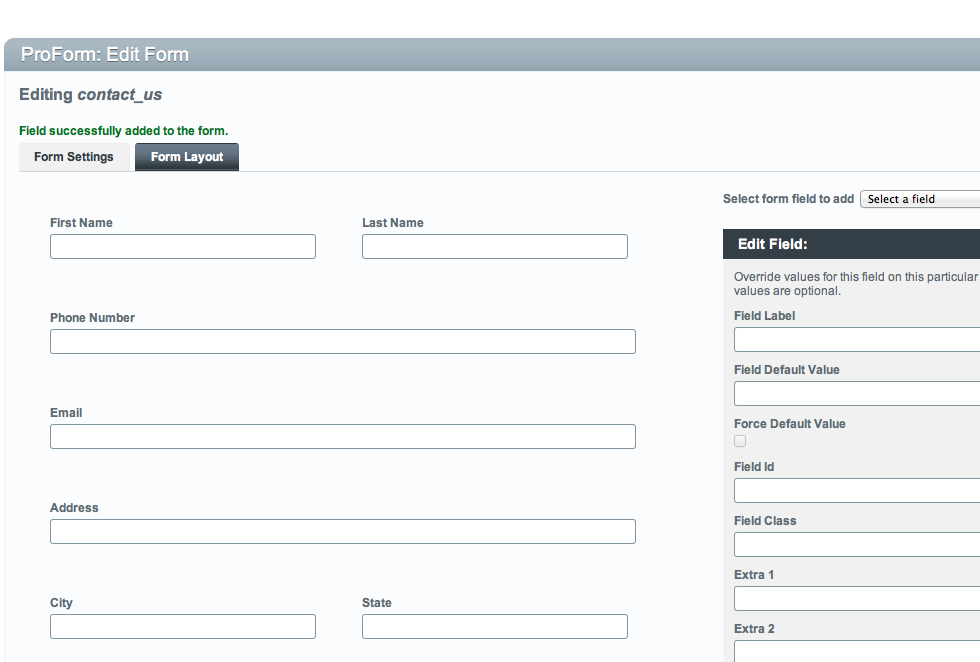 ProForm: Edit Form
Editing contact_us
Field successfully added to the form.
Form Settings
Form Layout
First Name
Last Name
Phone Number
Email
Address
City
State
Select form field to add
Select a field
Edit Field:
Override values for this field on this particular
values are optional.
Field Label
Field Default Value
Force Default Value
Field Id
Field Class
Extra 1
Extra 2